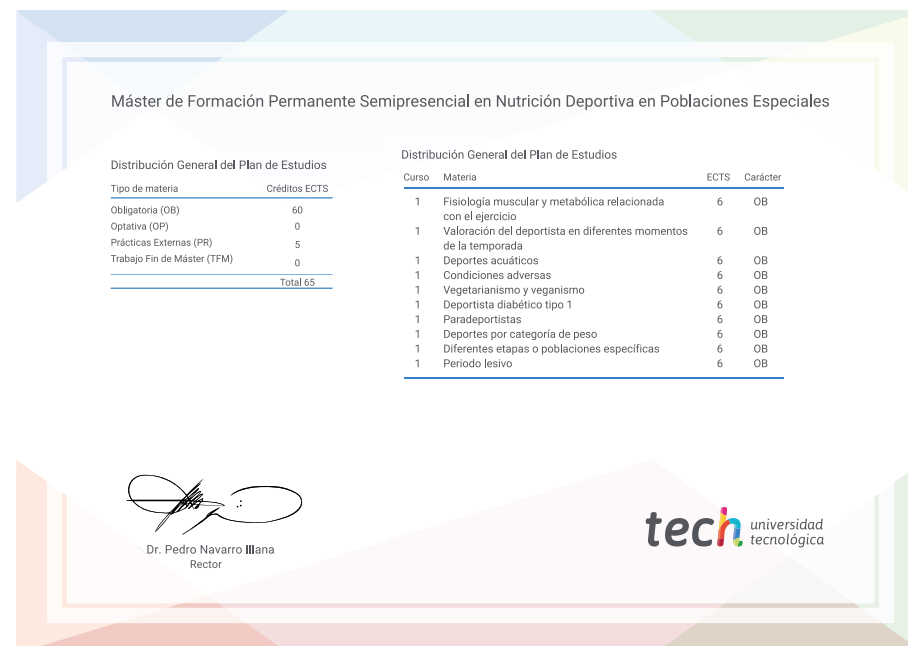 Máster de Formación Permanente Semipresencial en Nutrición Deportiva en Poblaciones Especiales
Distribución General del Plan de Estudios
Tipo de materia Créditos ECTS
Obligatoria (OB) 60
Optativa (OP) 0
Prácticas Externas (PR) 5
Trabajo Fin de Máster (TFM) 0
Total 65
Distribución General del Plan de Estudios
Curso Materia ECTS Carácter
1 Fisiología muscular y metabólica relacionada 6 OB
con el ejercicio
1 Valoración del deportista en diferentes momentos 6 OB
de la temporada
1 Deportes acuáticos 6 OB
1 Condiciones adversas 6 OB
1 Vegetarianismo y veganismo 6 OB
1 Deportista diabético tipo 1 6 OB
1 Paradeportistas 6 OB
1 Deportes por categoría de peso 6 OB
1 Diferentes etapas o poblaciones específicas 6 OB
1 Periodo lesivo 6 OB
Dr. Pedro Navarro Illana
Rector
tech universidad
tecnológica